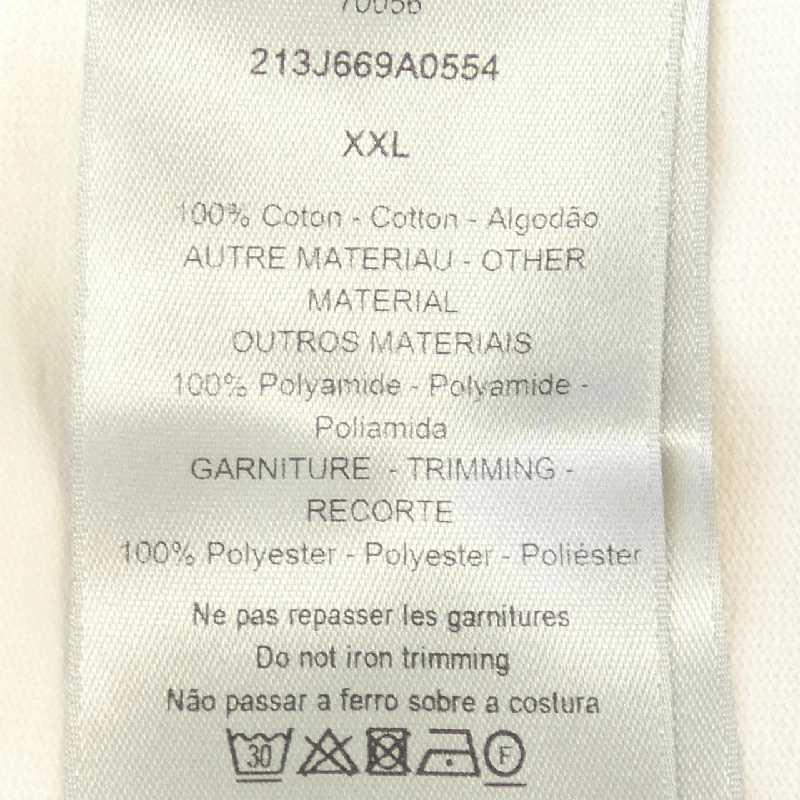 70056
213J669A0554
XXL
100% Coton - Cotton - Algodão
AUTRE MATERIAU - OTHER
MATERIAL
OUTROS MATERIAIS
100% Polyamide - Polyamide -
Poliamida
GARNITURE - TRIMMING -
RECORTE
100% Polyester - Polyester - Poliéster
Ne pas repasser les garnitures
Do not iron trimming
Não passar a ferro sobre a costura
30 F